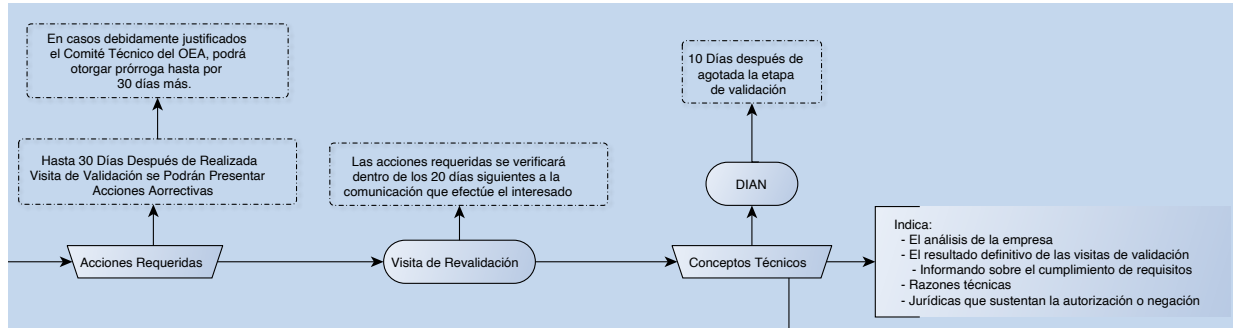 En casos debidamente justificados
el Comité Técnico del OEA, podrá
otorgar prórroga hasta por
30 días más.
Hasta 30 Días Después de Realizada
Visita de Validación se Podrán Presentar
Acciones Aorrectivas
Acciones Requeridas
Las acciones requeridas se verificará
dentro de los 20 días siguientes a la
comunicación que efectúe el interesado
Visita de Revalidación
10 Días después de
agotada la etapa
de validación
DIAN
Conceptos Técnicos
Indica:
- El análisis de la empresa
- El resultado definitivo de las visitas de validación
- Informando sobre el cumplimiento de requisitos
- Razones técnicas
- Jurídicas que sustentan la autorización o negación